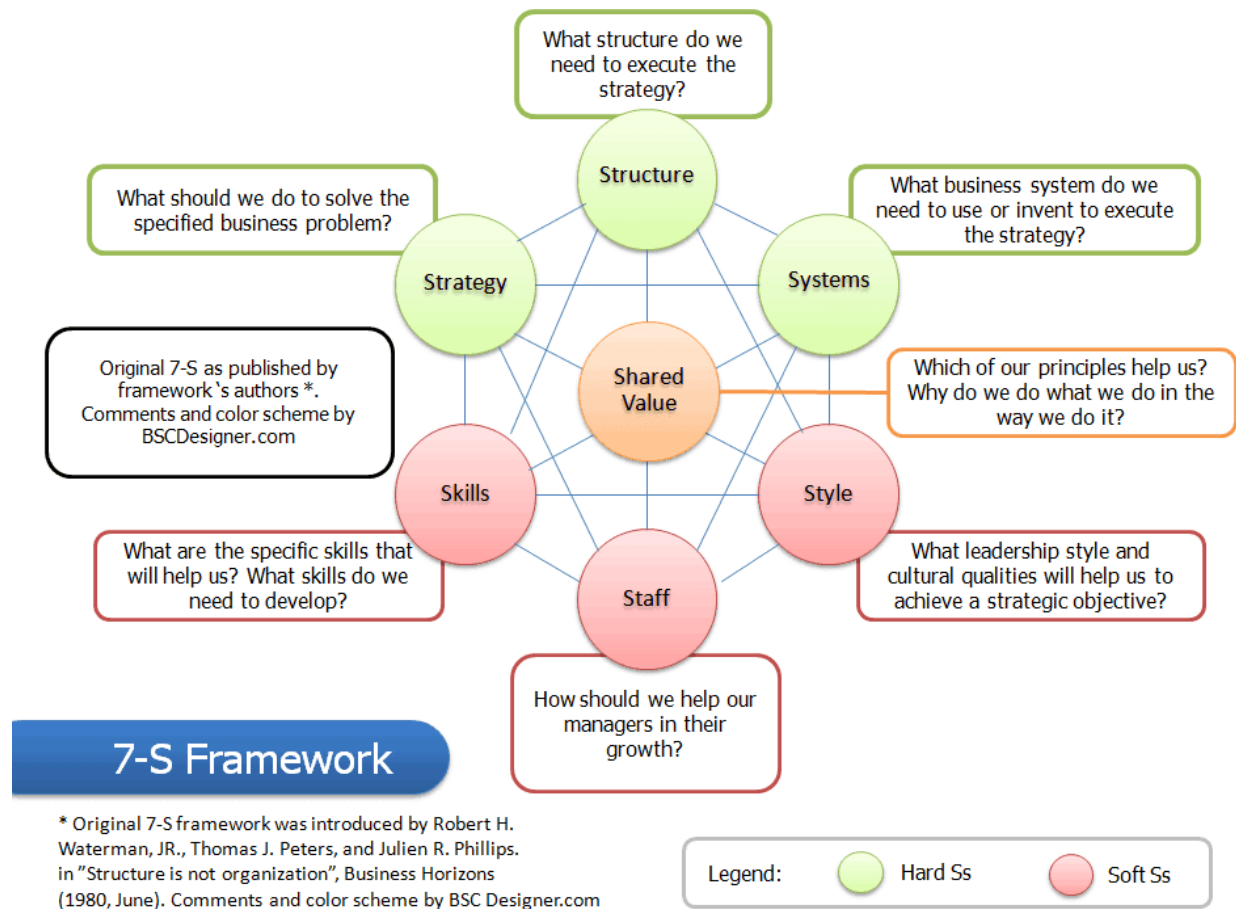 What structure do we
need to execute the
strategy?
Structure
What should we do to solve the
specified business problem?
What business system do we
need to use or invent to execute
the strategy?
Strategy
Systems
Original 7-S as published by
framework‘s authors *.
Comments and color scheme by
BSCDesigner.com
Shared
Value
Which of our principles help us?
Why do we do what we do in the
way we do it?
Skills
Style
What are the specific skills that
will help us? What skills do we
need to develop?
Staff
What leadership style and
cultural qualities will help us to
achieve a strategic objective?
How should we help our
managers in their
growth?
7-S Framework
* Original 7-S framework was introduced by Robert H.
Waterman, JR., Thomas J. Peters, and Julien R. Phillips.
in ”Structure is not organization”, Business Horizons
(1980, June). Comments and color scheme by BSC Designer.com
Legend:
Hard Ss
Soft Ss